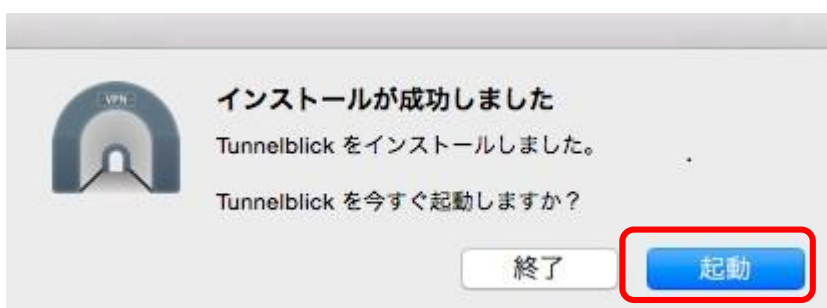 VPN
インストールが成功しました
Tunnelblick をインストールしました。
Tunnelblick を今すぐ起動しますか？
終了
起動